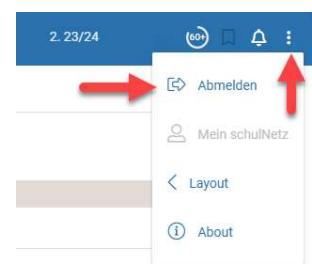 2. 23/24
60+
Abmelden
Mein schulNetz
Layout
About